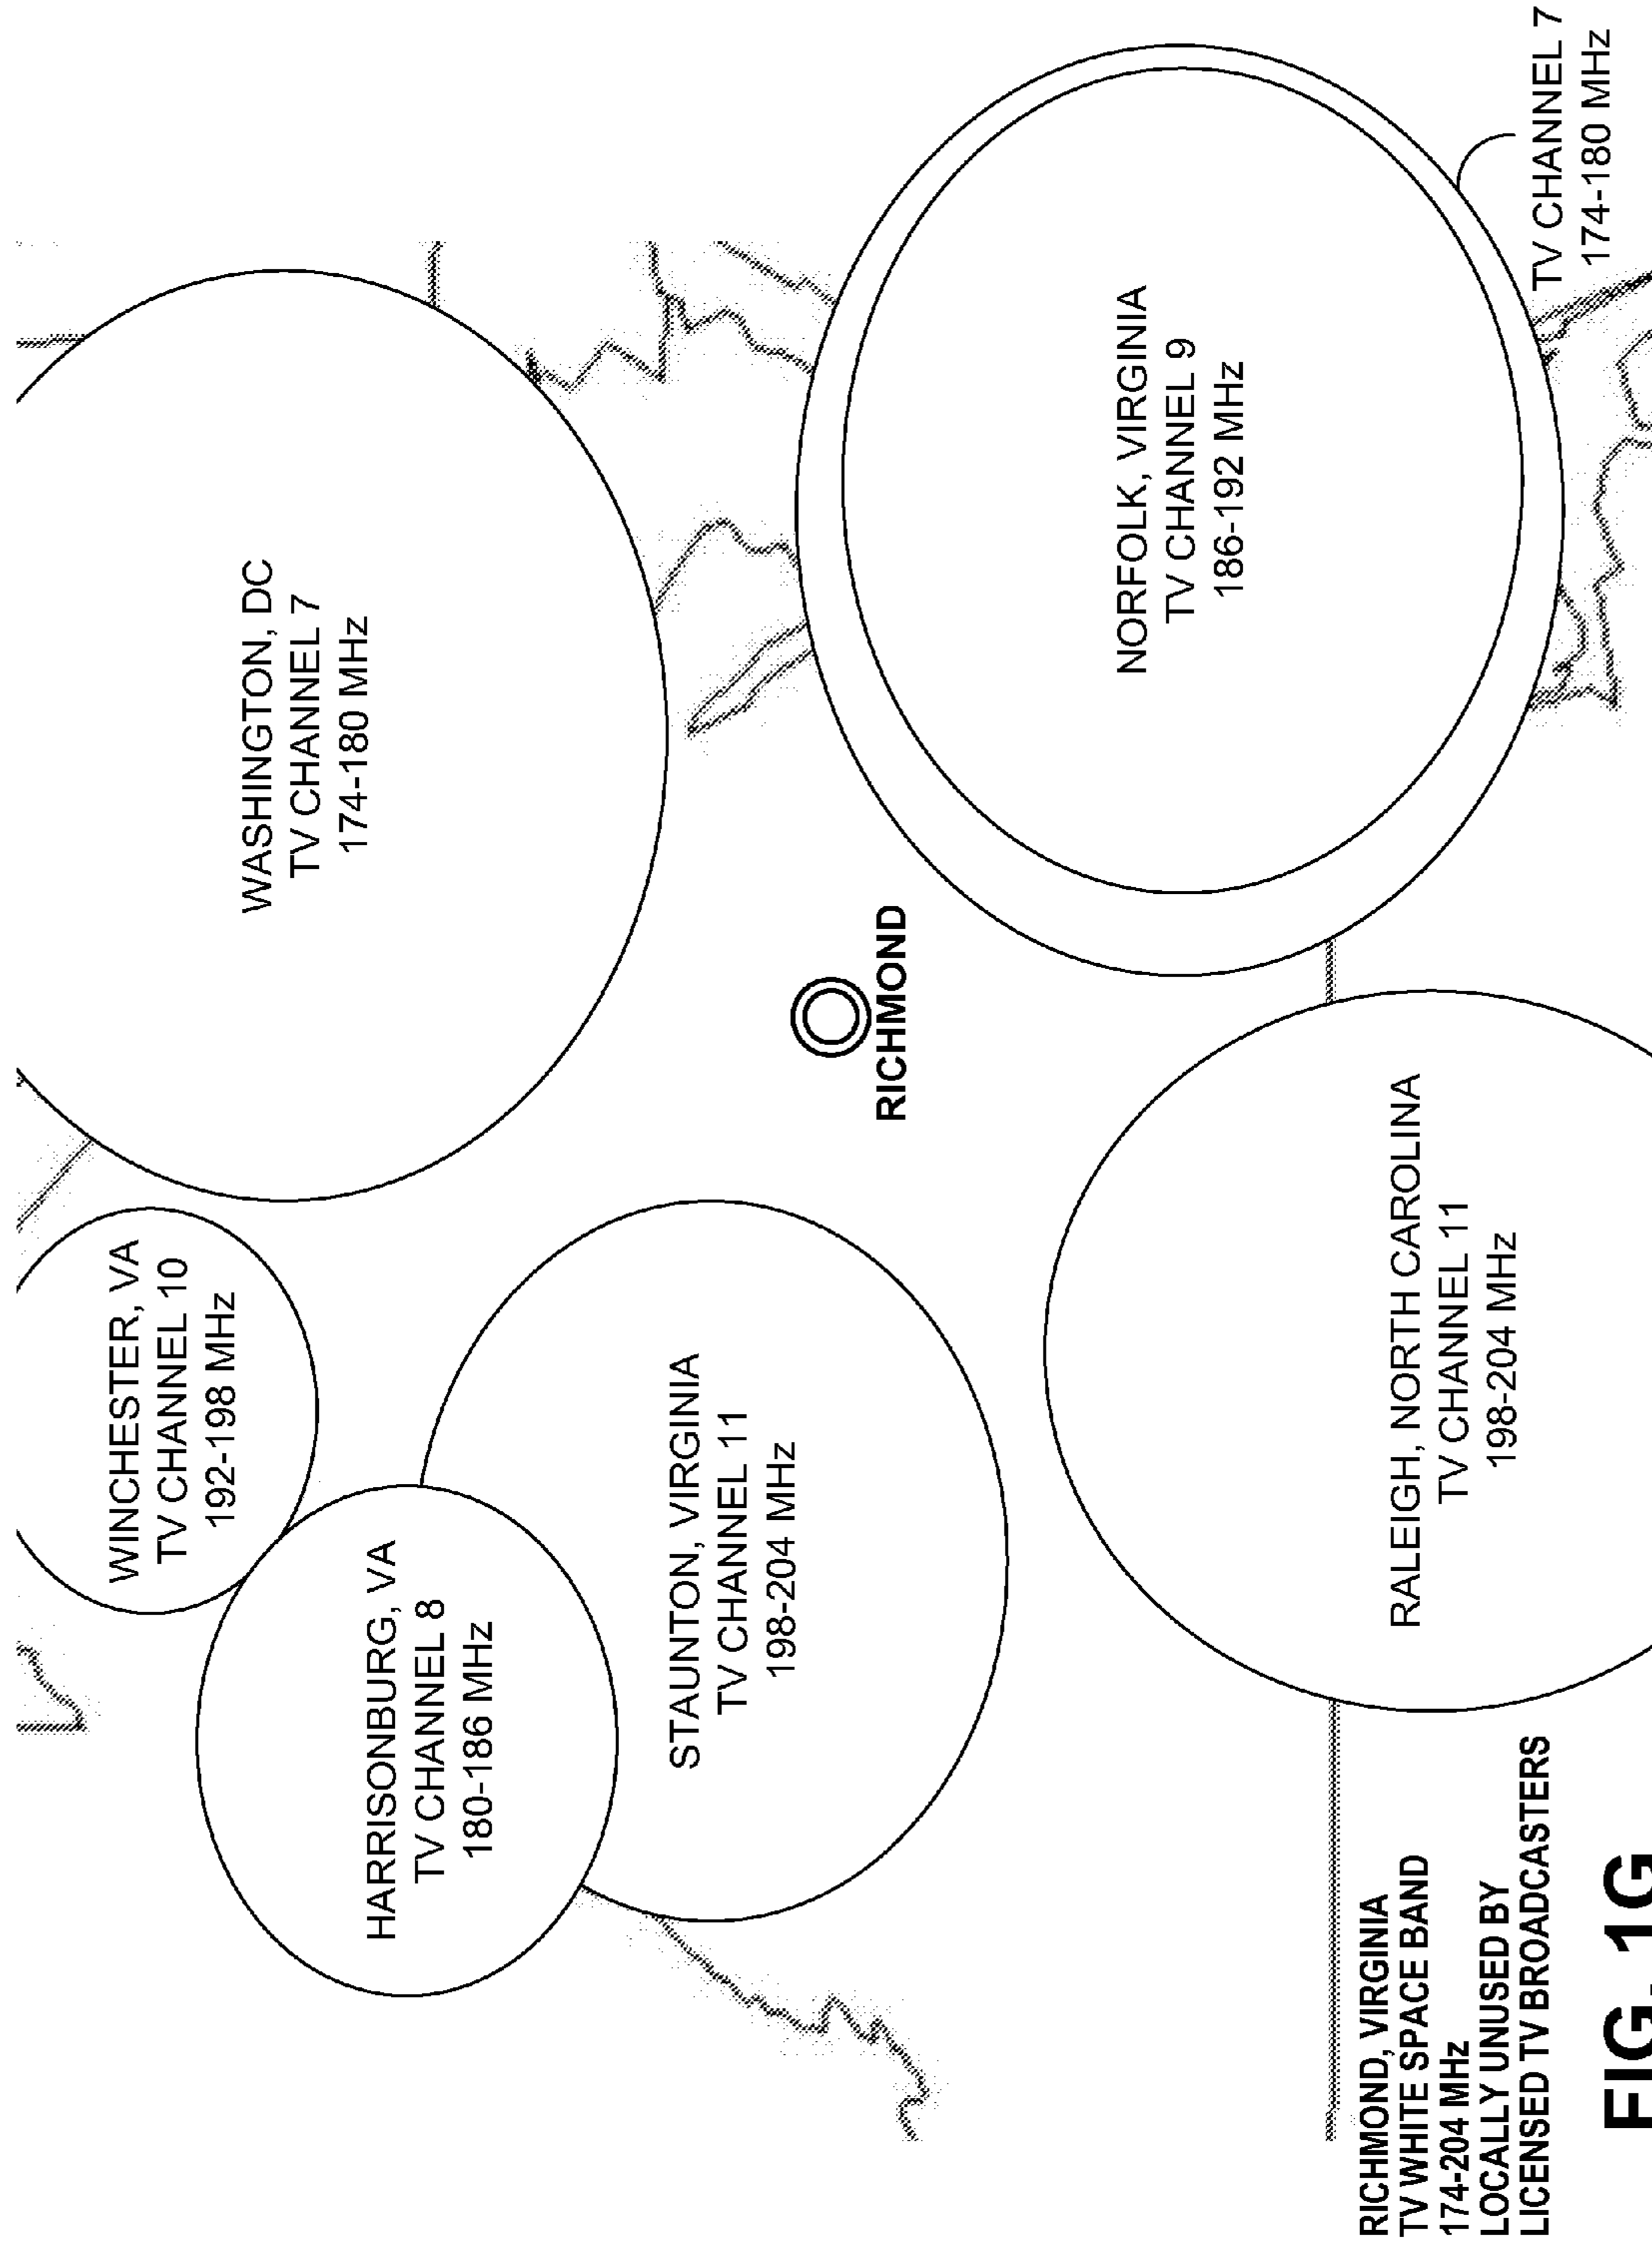 WINCHESTER, VA
TV CHANNEL 10
192-198 MHz
WASHINGTON, DC
TV CHANNEL 7
174-180 MHz
HARRISONBURG, VA
TV CHANNEL 8
180-186 MHz
STAUNTON, VIRGINIA
TV CHANNEL 11
198-204 MHz
RICHMOND
NORFOLK, VIRGINIA
TV CHANNEL 9
186-192 MHz
RALEIGH, NORTH CAROLINA
TV CHANNEL 11
198-204 MHz
TV CHANNEL 7
174-180 MHz
RICHMOND, VIRGINIA
TV WHITE SPACE BAND
174-204 MHz
LOCALLY UNUSED BY
LICENSED TV BROADCASTERS
FIG. 1G